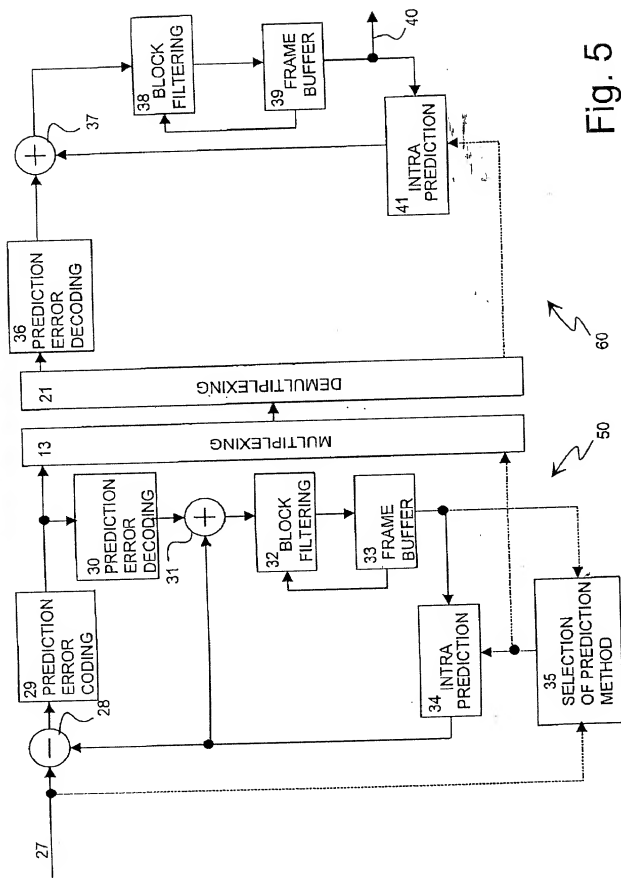 27
28
29
PREDICTION
ERROR
CODING
30
PREDICTION
ERROR
DECODING
31
32
BLOCK
FILTERING
33
FRAME
BUFFER
34
INTRA
PREDICTION
35
SELECTION
OF PREDICTION
METHOD
13
MULTIPLEXING
50
21
DEMULTIPLEXING
36
PREDICTION
ERROR
DECODING
37
38
BLOCK
FILTERING
39
FRAME
BUFFER
40
41
INTRA
PREDICTION
60
Fig. 5